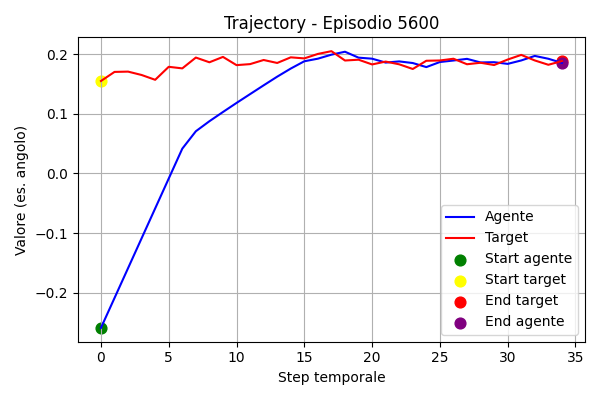 Trajectory - Episodio 5600
Valore (es. angolo)
0.2
0.1
0.0
−0.1
−0.2
0
5
10
15
20
25
30
35
Step temporale
Agente
Target
Start agente
Start target
End target
End agente